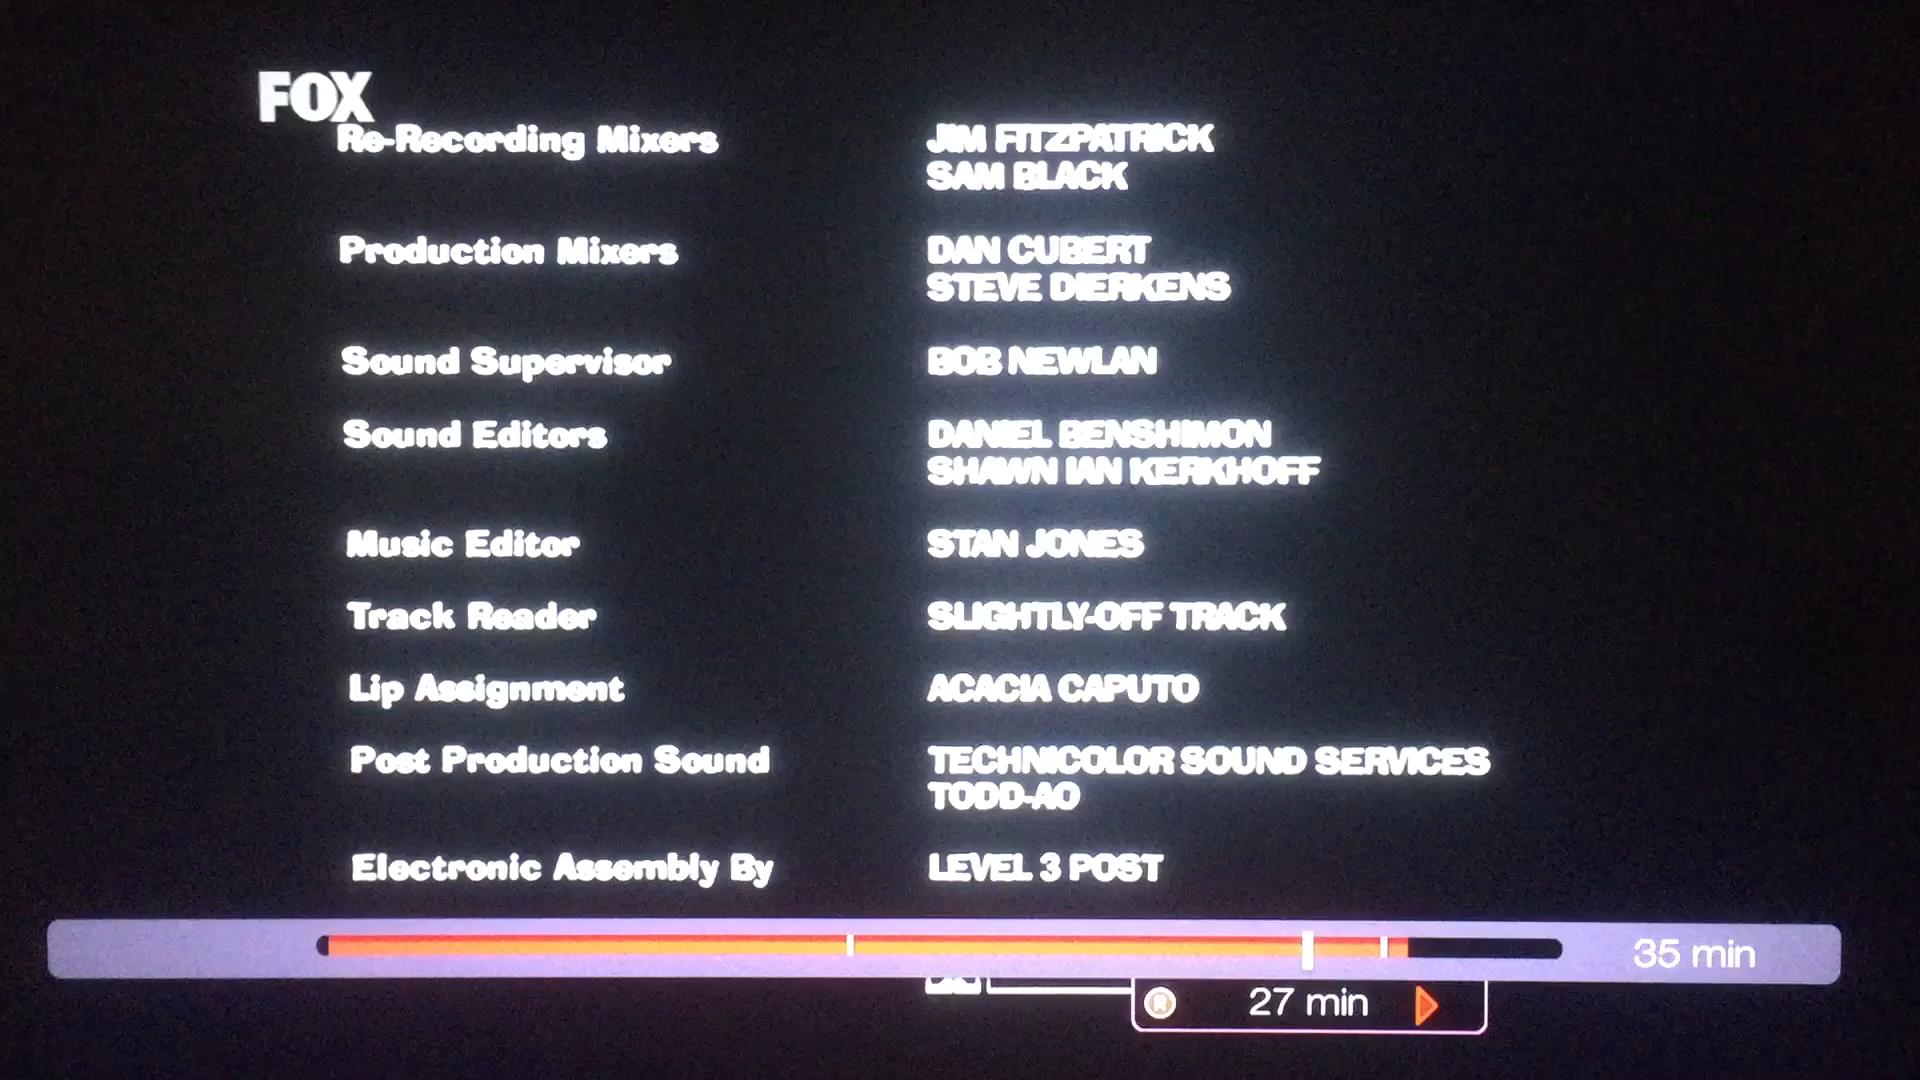 FOX
Re-Recording Mixers JIM FITZPATRICK
SAM BLACK
Production Mixers DAN CUBERT
STEVE DIERKENS
Sound Supervisor BOB NEWLAN
Sound Editors DANIEL BENSHIMON
SHAWN IAN KERKHOFF
Music Editor STAN JONES
Track Reader SLIGHTLY-OFF TRACK
Lip Assignment ACACIA CAPUTO
Post Production Sound TECHNICOLOR SOUND SERVICES
TODD-AO
Electronic Assembly By LEVEL 3 POST
35 min
R 27 min